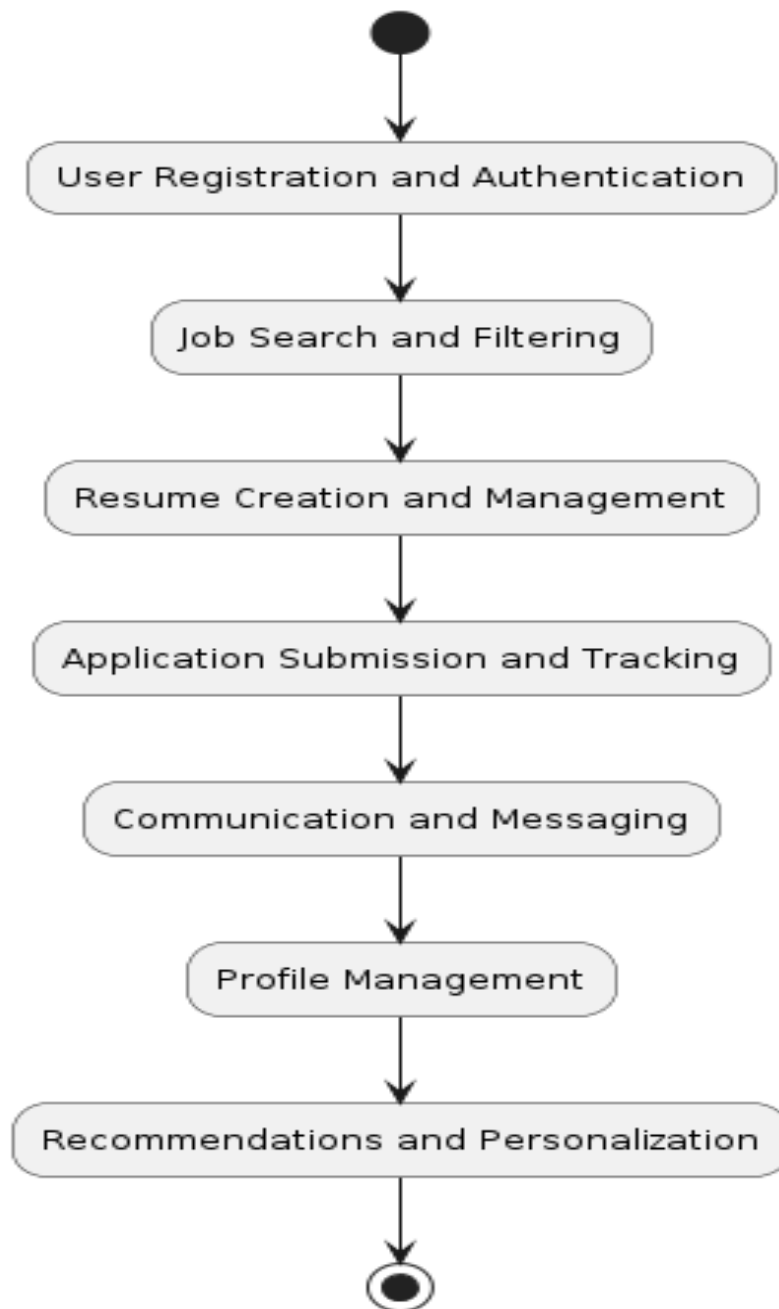 User Registration and Authentication
Job Search and Filtering
Resume Creation and Management
Application Submission and Tracking
Communication and Messaging
Profile Management
Recommendations and Personalization